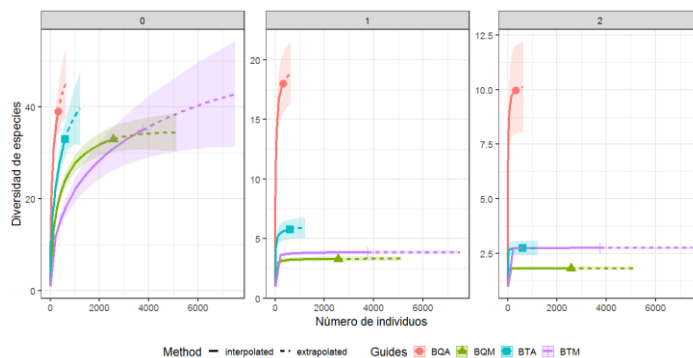 0 1 2
Diversidad de especies
40
20
0
20
15
10
5
0
12.5
10.0
7.5
5.0
2.5
0 2000 4000 6000 0 2000 4000 6000 0 2000 4000 6000
Número de individuos
Method interpolated extrapolated Guides BQA BQM BTA BTM